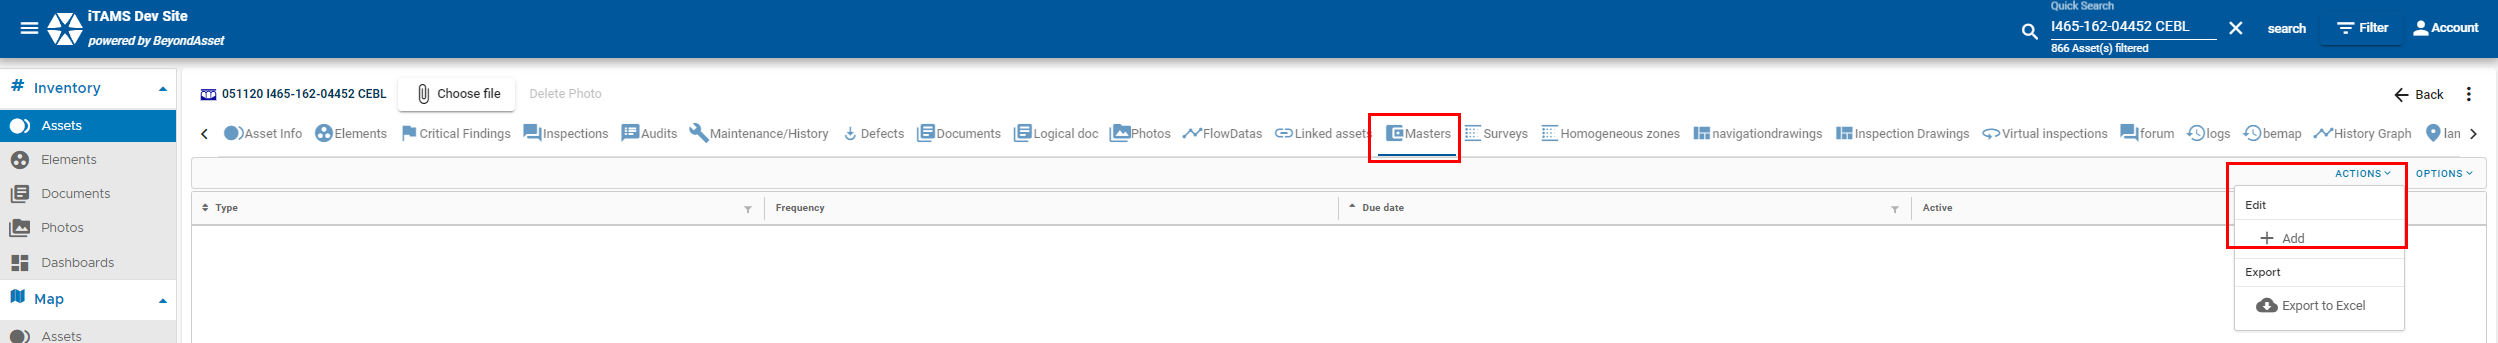 iTAMS Dev Site
powered by BeyondAsset
Quick Search
I465-162-04452 CEBL
866 Asset(s) filtered
search
Filter
Account
Inventory
Assets
Elements
Documents
Photos
Dashboards
Map
Assets
051120 I465-162-04452 CEBL
Choose file
Delete Photo
Back
Asset Info Elements Critical Findings Inspections Audits Maintenance/History Defects Documents Logical doc Photos FlowDatas Linked assets Masters Surveys Homogeneous zones navigationdrawings Inspection Drawings Virtual inspections forum logs bemap History Graph lan
ACTIONS OPTIONS
Type Frequency Due date Active
Edit
Add
Export
Export to Excel